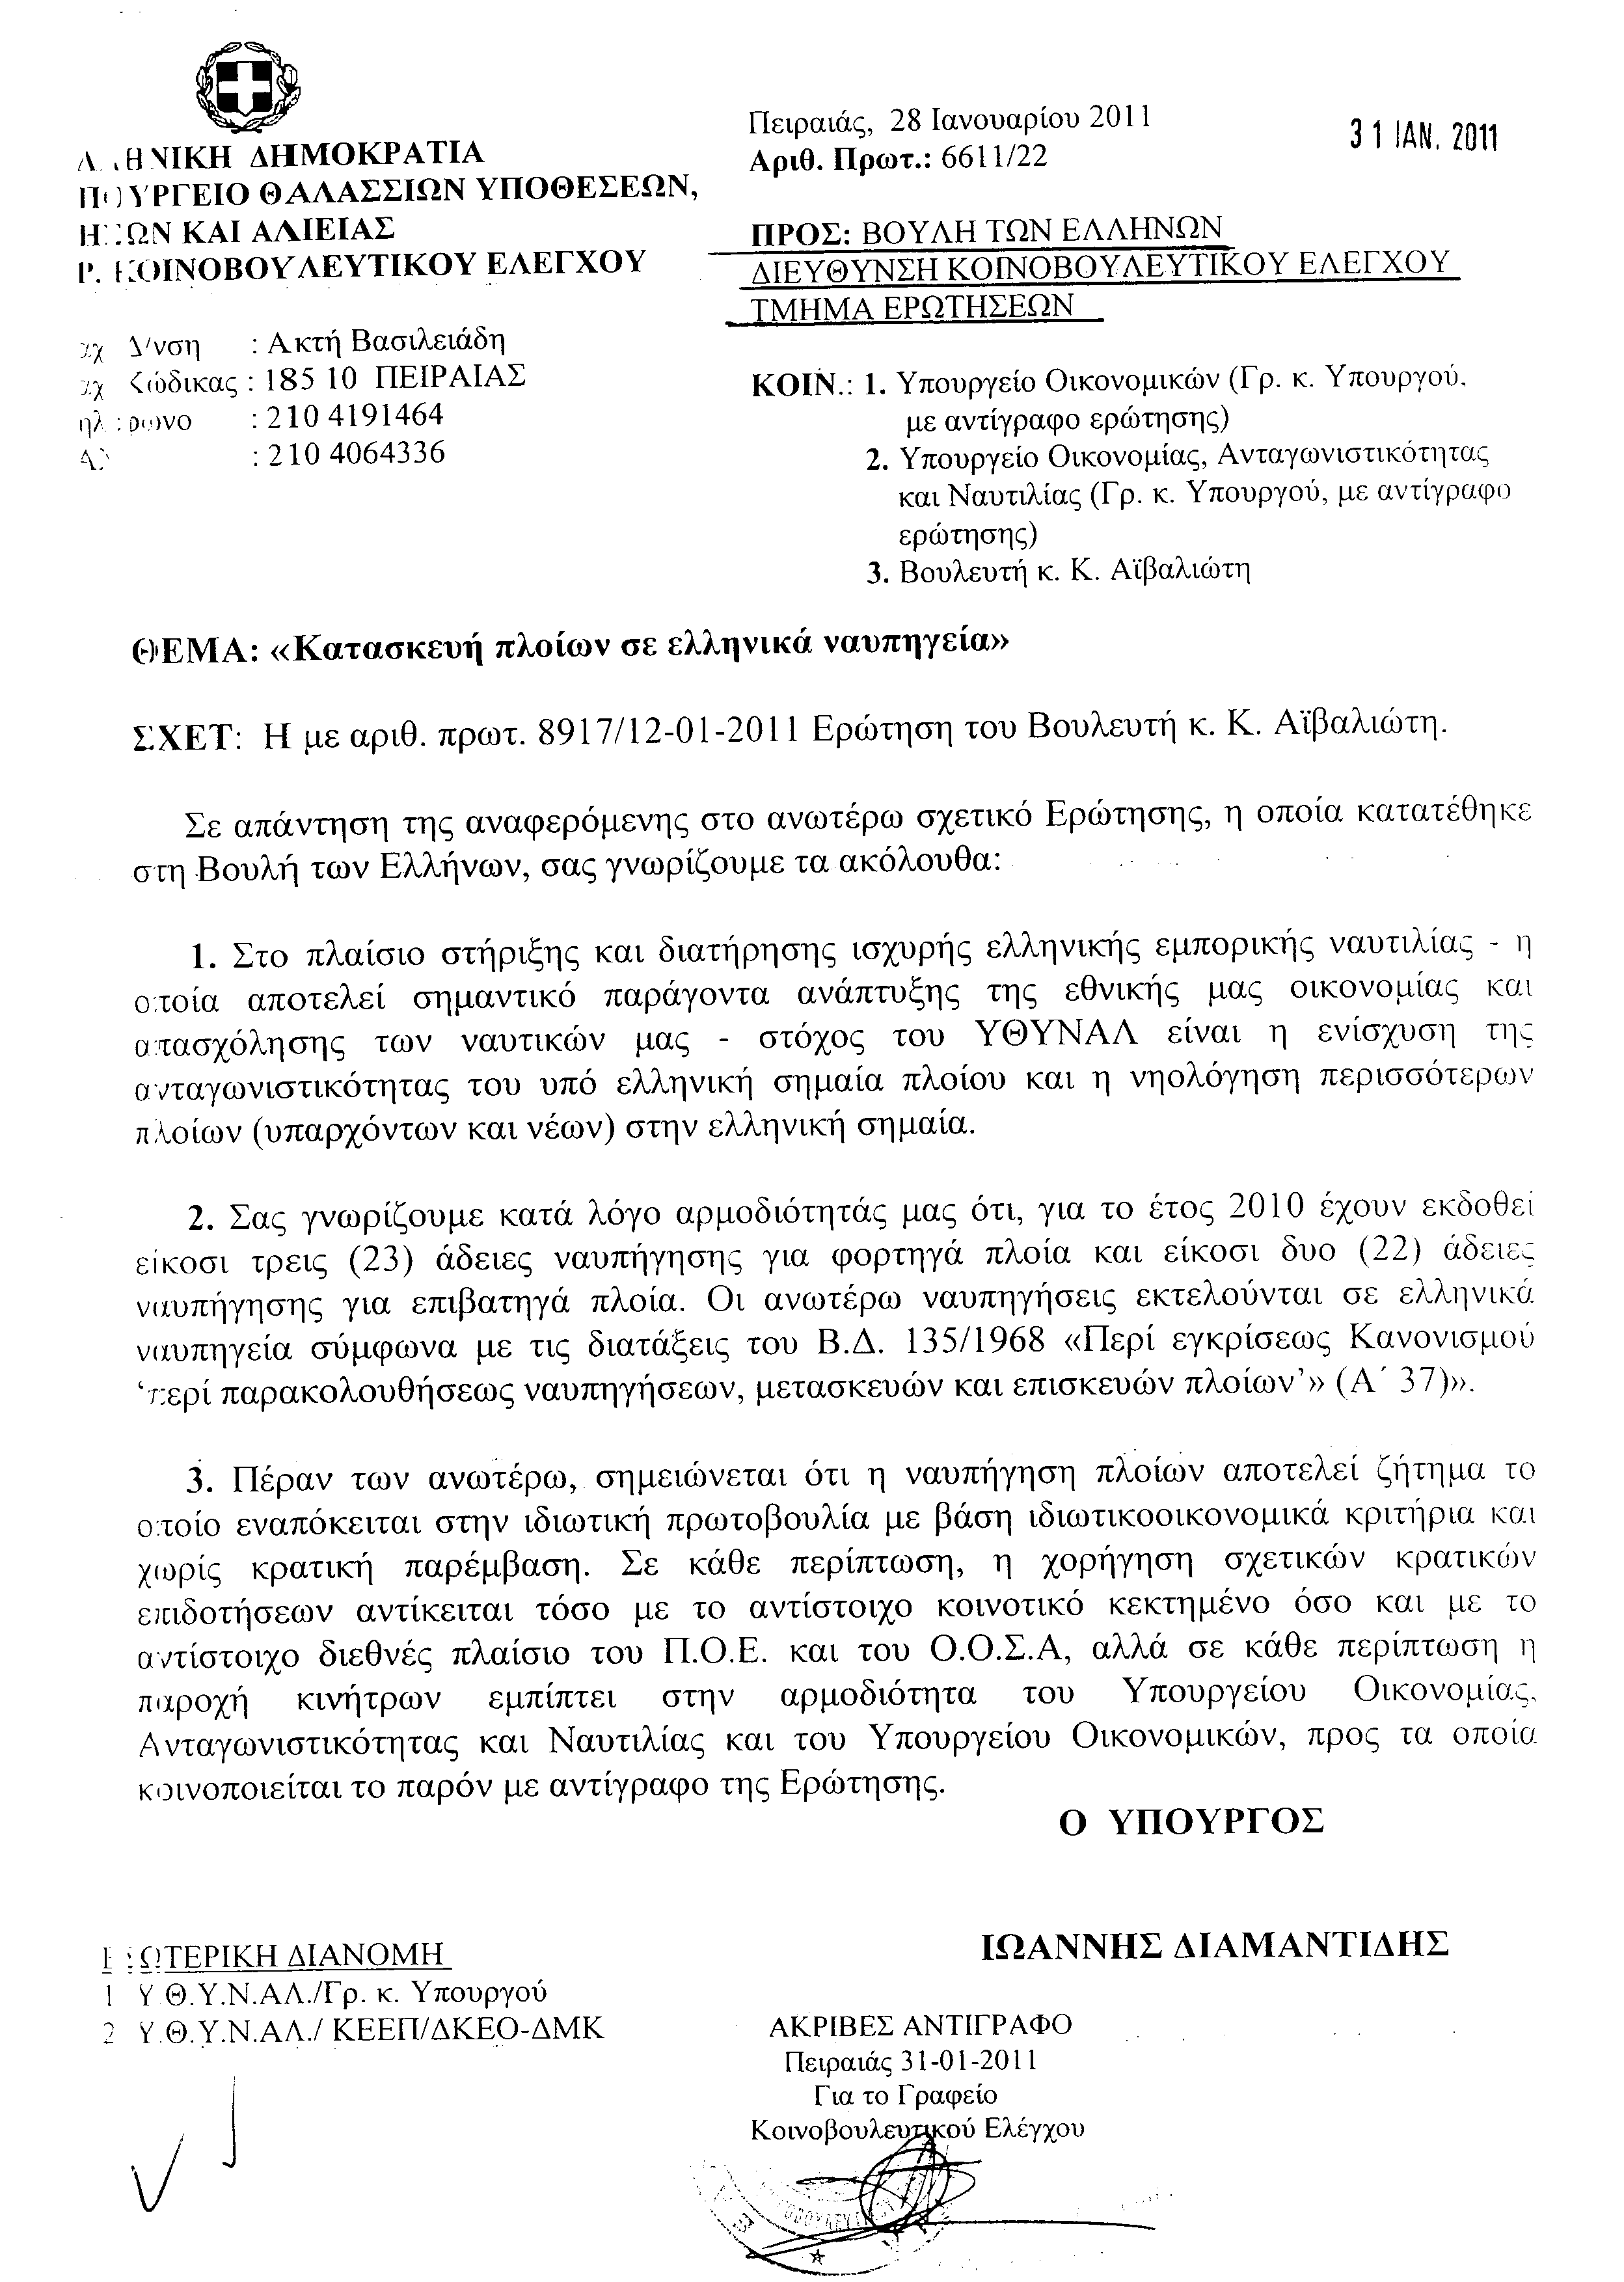 ΔΗΜΟΚΡΑΤΙΑ
ΘΑΛΑΣΣΙΩΝ ΥΠΟΘΕΣΕΩΝ,
ΚΑΙ ΑΛΙΕΙΑΣ
ΚΟΙΝΟΒΟΥΛΕΥΤΙΚΟΥ ΕΛΕΓΧΟΥ
Δ/νση : Ακτή Βασιλειάδη
Κώδικας : 185 10 ΠΕΙΡΑΙΑΣ
: 210 4191464
: 210 4064336
Πειραιάς, 28 Ιανουαρίου 2011
Αριθ. Πρωτ.: 6611/22
31 ΙΑΝ. 2011
ΠΡΟΣ: ΒΟΥΛΗ ΤΩΝ ΕΛΛΗΝΩΝ
ΔΙΕΥΘΥΝΣΗ ΚΟΙΝΟΒΟΥΛΕΥΤΙΚΟΥ ΕΛΕΓΧΟΥ
ΤΜΗΜΑ ΕΡΩΤΗΣΕΩΝ
ΚΟΙΝ.: 1. Υπουργείο Οικονομικών (Γρ. κ. Υπουργού,
με αντίγραφο ερώτησης)
2. Υπουργείο Οικονομίας, Ανταγωνιστικότητας
και Ναυτιλίας (Γρ. κ. Υπουργού, με αντίγραφο
ερώτησης)
3. Βουλευτή κ. Κ. Αϊβαλιώτη
ΘΕΜΑ: «Κατασκευή πλοίων σε ελληνικά ναυπηγεία»
ΣΧΕΤ: Η με αριθ. πρωτ. 8917/12-01-2011 Ερώτηση του Βουλευτή κ. Κ. Αϊβαλιώτη.
Σε απάντηση της αναφερόμενης στο ανωτέρω σχετικό Ερώτησης, η οποία κατατέθηκε
στη Βουλή των Ελλήνων, σας γνωρίζουμε τα ακόλουθα:
1. Στο πλαίσιο στήριξης και διατήρησης ισχυρής ελληνικής εμπορικής ναυτιλίας - η
οποία αποτελεί σημαντικό παράγοντα ανάπτυξης της εθνικής μας οικονομίας και
απασχόλησης των ναυτικών μας - στόχος του ΥΘΥΝΑΛ είναι η ενίσχυση της
ανταγωνιστικότητας του υπό ελληνική σημαία πλοίου και η νηολόγηση περισσότερων
πλοίων (υπαρχόντων και νέων) στην ελληνική σημαία.
2. Σας γνωρίζουμε κατά λόγο αρμοδιότητάς μας ότι, για το έτος 2010 έχουν εκδοθεί
είκοσι τρεις (23) άδειες ναυπήγησης για φορτηγά πλοία και είκοσι δυο (22) άδειες
ναυπήγησης για επιβατηγά πλοία. Οι ανωτέρω ναυπηγήσεις εκτελούνται σε ελληνικά
ναυπηγεία σύμφωνα με τις διατάξεις του Β.Δ. 135/1968 «Περί εγκρίσεως Κανονισμού
‘περί παρακολουθήσεως ναυπηγήσεων, μετασκευών και επισκευών πλοίων’» (Α΄ 37)».
3. Πέραν των ανωτέρω, σημειώνεται ότι η ναυπήγηση πλοίων αποτελεί ζήτημα το
οποίο εναπόκειται στην ιδιωτική πρωτοβουλία με βάση ιδιωτικοοικονομικά κριτήρια και
χωρίς κρατική παρέμβαση. Σε κάθε περίπτωση, η χορήγηση σχετικών κρατικών
επιδοτήσεων αντίκειται τόσο με το αντίστοιχο κοινοτικό κεκτημένο όσο και με το
αντίστοιχο διεθνές πλαίσιο του Π.Ο.Ε. και του Ο.Ο.Σ.Α, αλλά σε κάθε περίπτωση η
παροχή κινήτρων εμπίπτει στην αρμοδιότητα του Υπουργείου Οικονομίας,
Ανταγωνιστικότητας και Ναυτιλίας και του Υπουργείου Οικονομικών, προς τα οποία
κοινοποιείται το παρόν με αντίγραφο της Ερώτησης.
Ο ΥΠΟΥΡΓΟΣ
ΙΩΑΝΝΗΣ ΔΙΑΜΑΝΤΙΔΗΣ
ΕΣΩΤΕΡΙΚΗ ΔΙΑΝΟΜΗ
1 Υ.Θ.Υ.Ν.ΑΛ./Γρ. κ. Υπουργού
2 Υ.Θ.Υ.Ν.ΑΛ./ ΚΕΕΠ/ΔΚΕΟ-ΔΜΚ
ΑΚΡΙΒΕΣ ΑΝΤΙΓΡΑΦΟ
Πειραιάς 31-01-2011
Για το Γραφείο
Κοινοβουλευτικού Ελέγχου